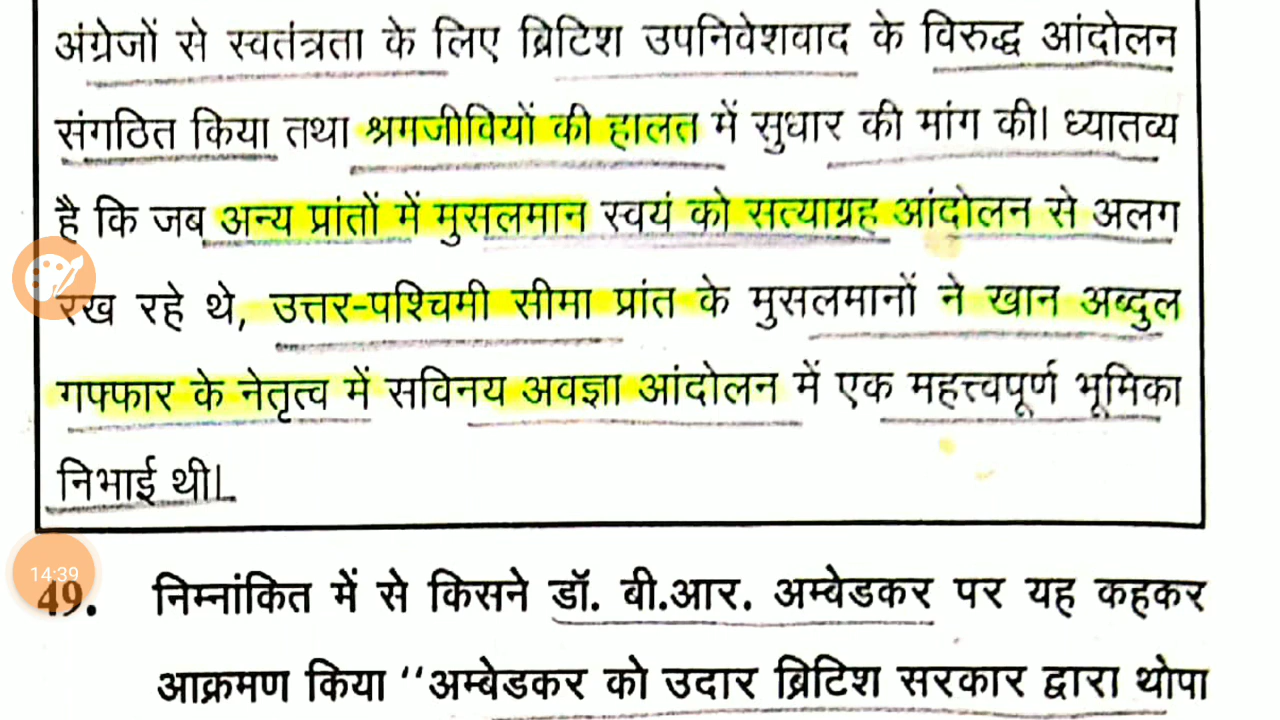 अंग्रेजों से स्वतंत्रता के लिए ब्रिटिश उपनिवेशवाद के विरुद्ध आंदोलन
संगठित किया तथा श्रमजीवियों की हालत में सुधार की मांग की। ध्यातव्य
है कि जब अन्य प्रांतों में मुसलमान स्वयं को सत्याग्रह आंदोलन से अलग
रख रहे थे, उत्तर-पश्चिमी सीमा प्रांत के मुसलमानों ने खान अब्दुल
गफ्फार के नेतृत्व में सविनय अवज्ञा आंदोलन में एक महत्त्वपूर्ण भूमिका
निभाई थी।
14:39
49. निम्नांकित में से किसने डॉ. बी.आर. अम्बेडकर पर यह कहकर
आक्रमण किया ‘‘अम्बेडकर को उदार ब्रिटिश सरकार द्वारा थोपा